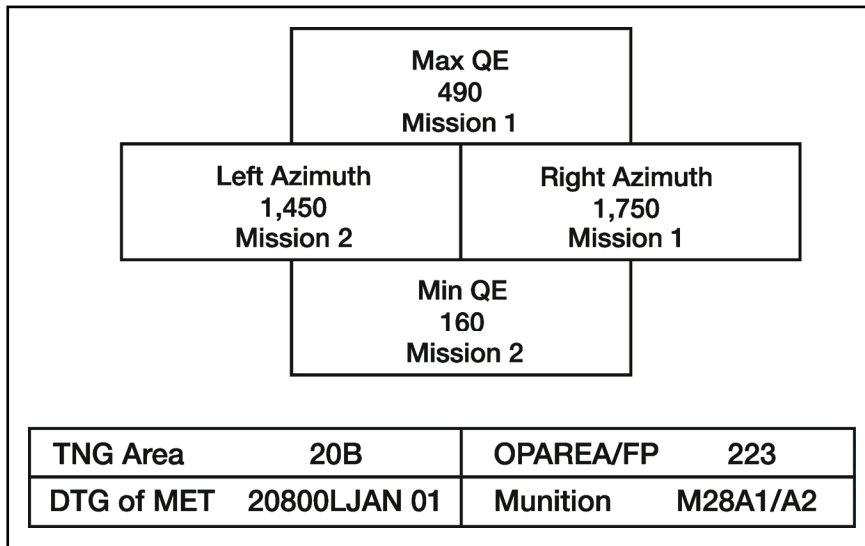 Max QE
490
Mission 1
Left Azimuth
1,450
Mission 2
Right Azimuth
1,750
Mission 1
Min QE
160
Mission 2
TNG Area 20B OPAREA/FP 223
DTG of MET 20800LJAN 01 Munition M28A1/A2